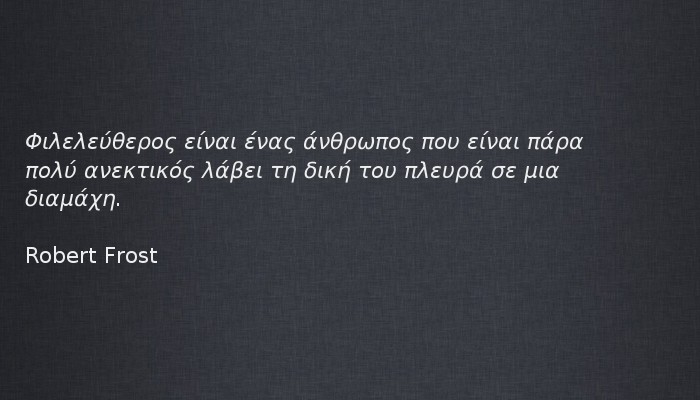 Φιλελεύθερος είναι ένας άνθρωπος που είναι πάρα
πολύ ανεκτικός λάβει τη δική του πλευρά σε μια
διαμάχη.
Robert Frost